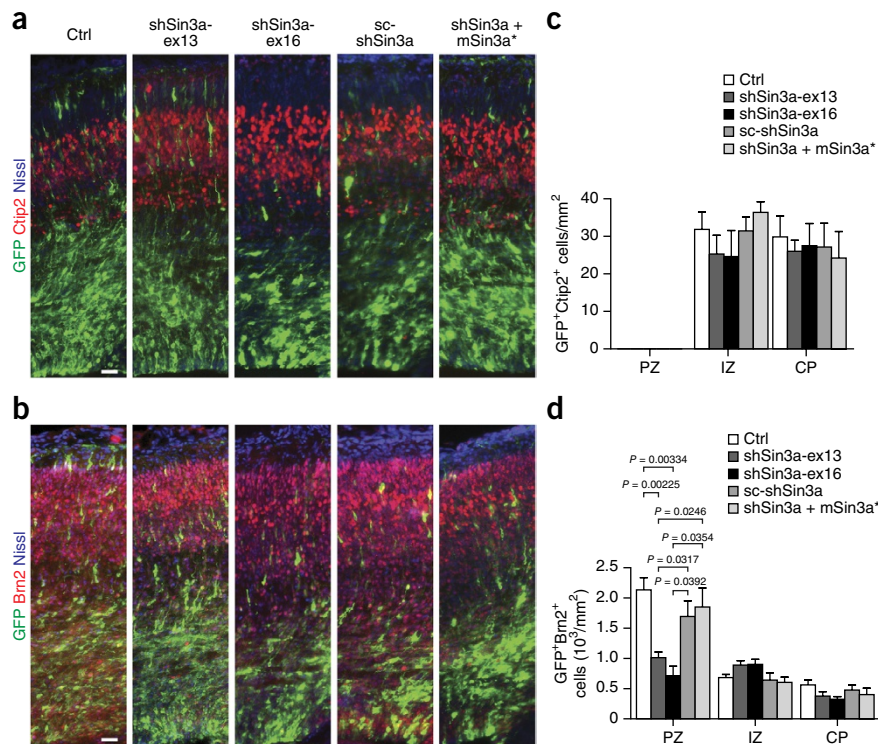 a
Ctrl
shSin3a-
ex13
shSin3a-
ex16
sc-
shSin3a
shSin3a +
mSin3a*
GFP Ctip2 Nissl
b
GFP Brn2 Nissl
c
Ctrl
shSin3a-ex13
shSin3a-ex16
sc-shSin3a
shSin3a + mSin3a*
GFP⁺Ctip2⁺ cells/mm²
40
30
20
10
0
PZ
IZ
CP
d
Ctrl
shSin3a-ex13
shSin3a-ex16
sc-shSin3a
shSin3a + mSin3a*
P = 0.00334
P = 0.00225
P = 0.0246
P = 0.0354
P = 0.0317
P = 0.0392
GFP⁺Brn2⁺
cells (10³/mm²)
2.5
2.0
1.5
1.0
0.5
0
PZ
IZ
CP